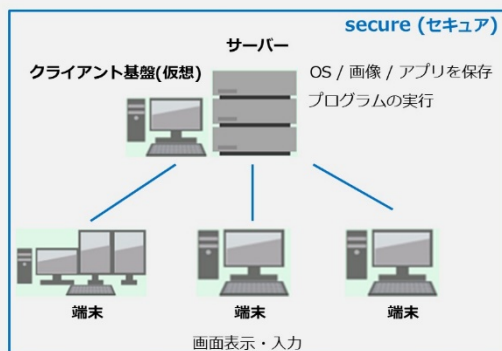 secure (セキュア)
サーバー
クライアント基盤(仮想)
OS / 画像 / アプリを保存
プログラムの実行
端末
端末
端末
画面表示・入力